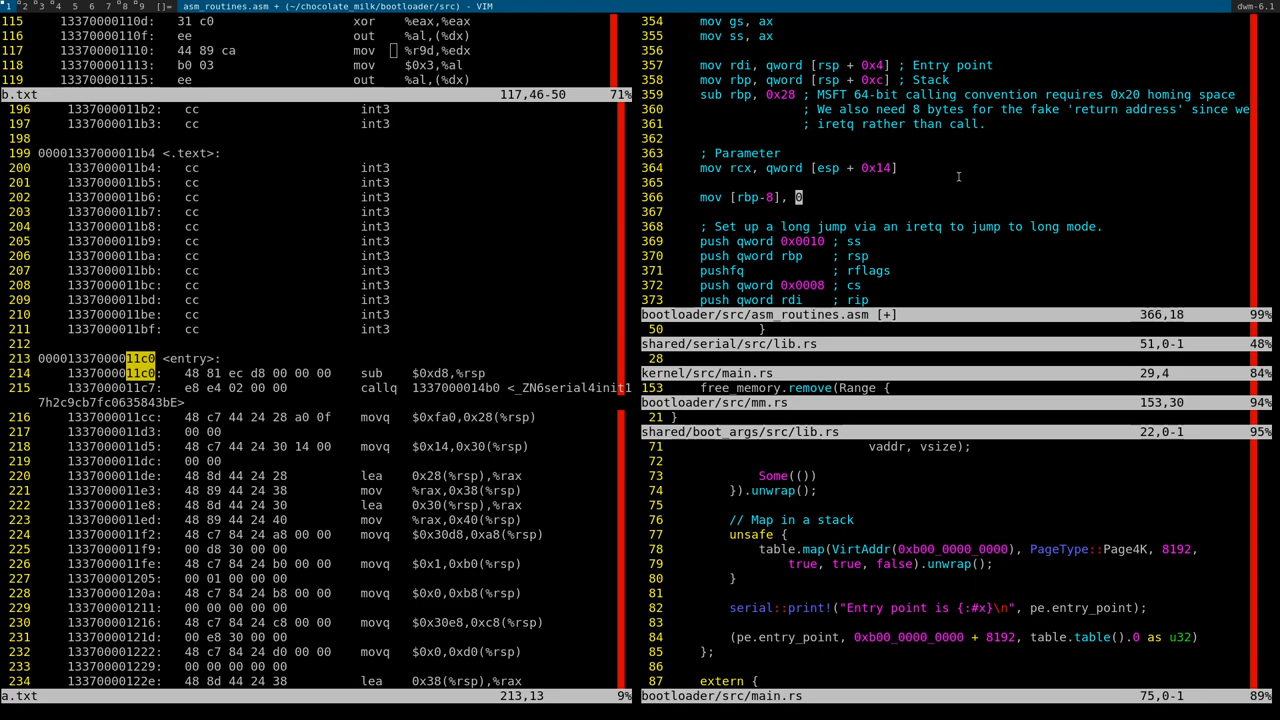 1 2 3 4 5 6 7 8 9 []= asm_routines.asm + (~/chocolate_milk/bootloader/src) - VIM dwm-6.1
115 13370000110d: 31 c0 xor %eax,%eax
116 13370000110f: ee out %al,(%dx)
117 133700001110: 44 89 ca mov %r9d,%edx
118 133700001113: b0 03 mov $0x3,%al
119 133700001115: ee out %al,(%dx)
b.txt 117,46-50 71%
196 1337000011b2: cc int3
197 1337000011b3: cc int3
198
199 00001337000011b4 <.text>:
200 1337000011b4: cc int3
201 1337000011b5: cc int3
202 1337000011b6: cc int3
203 1337000011b7: cc int3
204 1337000011b8: cc int3
205 1337000011b9: cc int3
206 1337000011ba: cc int3
207 1337000011bb: cc int3
208 1337000011bc: cc int3
209 1337000011bd: cc int3
210 1337000011be: cc int3
211 1337000011bf: cc int3
212
213 00001337000011c0 <entry>:
214 1337000011c0: 48 81 ec d8 00 00 00 sub $0xd8,%rsp
215 1337000011c7: e8 e4 02 00 00 callq 1337000014b0 <_ZN6serial4init1
7h2c9cb7fc0635843bE>
216 1337000011cc: 48 c7 44 24 28 a0 0f movq $0xfa0,0x28(%rsp)
217 1337000011d3: 00 00
218 1337000011d5: 48 c7 44 24 30 14 00 movq $0x14,0x30(%rsp)
219 1337000011dc: 00 00
220 1337000011de: 48 8d 44 24 28 lea 0x28(%rsp),%rax
221 1337000011e3: 48 89 44 24 38 mov %rax,0x38(%rsp)
222 1337000011e8: 48 8d 44 24 30 lea 0x30(%rsp),%rax
223 1337000011ed: 48 89 44 24 40 mov %rax,0x40(%rsp)
224 1337000011f2: 48 c7 84 24 a8 00 00 movq $0x30d8,0xa8(%rsp)
225 1337000011f9: 00 d8 30 00 00
226 1337000011fe: 48 c7 84 24 b0 00 00 movq $0x1,0xb0(%rsp)
227 133700001205: 00 01 00 00 00
228 13370000120a: 48 c7 84 24 b8 00 00 movq $0x0,0xb8(%rsp)
229 133700001211: 00 00 00 00 00
230 133700001216: 48 c7 84 24 c8 00 00 movq $0x30e8,0xc8(%rsp)
231 13370000121d: 00 e8 30 00 00
232 133700001222: 48 c7 84 24 d0 00 00 movq $0x0,0xd0(%rsp)
233 133700001229: 00 00 00 00 00
234 13370000122e: 48 8d 44 24 38 lea 0x38(%rsp),%rax
a.txt 213,13 9%
354 mov gs, ax
355 mov ss, ax
356
357 mov rdi, qword [rsp + 0x4] ; Entry point
358 mov rbp, qword [rsp + 0xc] ; Stack
359 sub rbp, 0x28 ; MSFT 64-bit calling convention requires 0x20 homing space
360 ; We also need 8 bytes for the fake 'return address' since we
361 ; iretq rather than call.
362
363 ; Parameter
364 mov rcx, qword [esp + 0x14]
365
366 mov [rbp-8], 0
367
368 ; Set up a long jump via an iretq to jump to long mode.
369 push qword 0x0010 ; ss
370 push qword rbp ; rsp
371 pushfq ; rflags
372 push qword 0x0008 ; cs
373 push qword rdi ; rip
bootloader/src/asm_routines.asm [+] 366,18 99%
50 }
shared/serial/src/lib.rs 51,0-1 48%
28
kernel/src/main.rs 29,4 84%
153 free_memory.remove(Range {
bootloader/src/mm.rs 153,30 94%
21 }
shared/boot_args/src/lib.rs 22,0-1 95%
71 vaddr, vsize);
72
73 Some(())
74 }).unwrap();
75
76 // Map in a stack
77 unsafe {
78 table.map(VirtAddr(0xb00_0000_0000), PageType::Page4K, 8192,
79 true, true, false).unwrap();
80 }
81
82 serial::print!("Entry point is {:#x}\n", pe.entry_point);
83
84 (pe.entry_point, 0xb00_0000_0000 + 8192, table.table().0 as u32)
85 };
86
87 extern {
bootloader/src/main.rs 75,0-1 89%